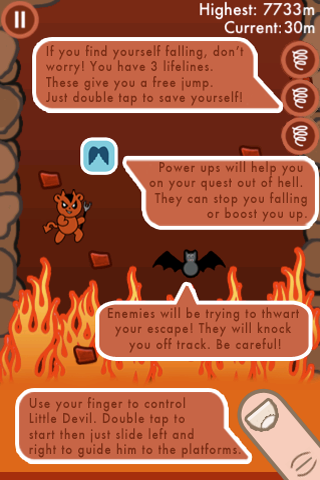 Highest: 7733m
Current:30m
If you find yourself falling, don't
worry! You have 3 lifelines.
These give you a free jump.
Just double tap to save yourself!
Power ups will help you
on your quest out of hell.
They can stop you falling
or boost you up.
Enemies will be trying to thwart
your escape! They will knock
you off track. Be careful!
Use your finger to control
Little Devil. Double tap to
start then just slide left and
right to guide him to the platforms.